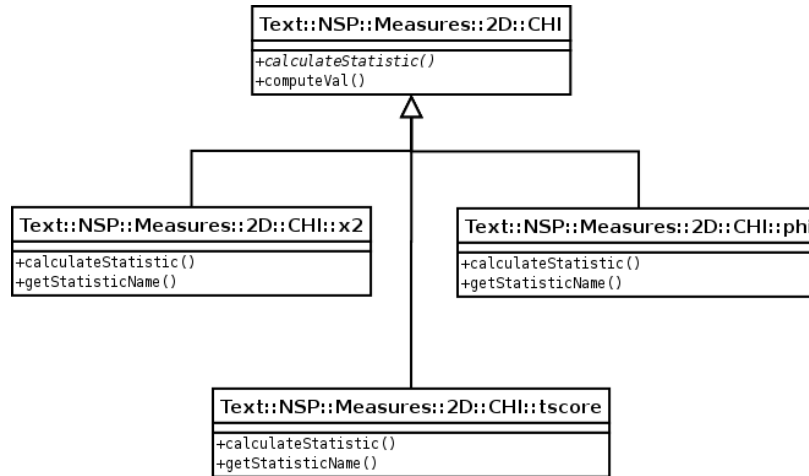 Text::NSP::Measures::2D::CHI
+calculateStatistic()
+computeVal()
Text::NSP::Measures::2D::CHI::x2
+calculateStatistic()
+getStatisticName()
Text::NSP::Measures::2D::CHI::phi
+calculateStatistic()
+getStatisticName()
Text::NSP::Measures::2D::CHI::tscore
+calculateStatistic()
+getStatisticName()